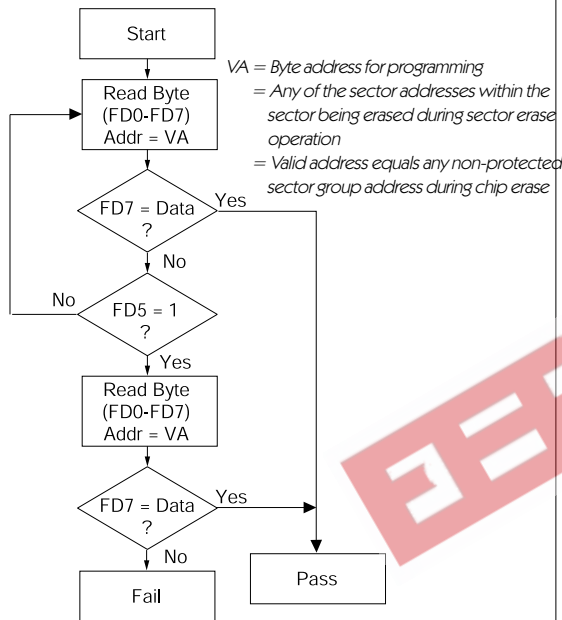 Start
VA = Byte address for programming
= Any of the sector addresses within the
sector being erased during sector erase
operation
= Valid address equals any non-protected
sector group address during chip erase
Read Byte
(FD0-FD7)
Addr = VA
FD7 = Data
?
Yes
No
No
FD5 = 1
?
Yes
Read Byte
(FD0-FD7)
Addr = VA
FD7 = Data
?
Yes
No
Pass
Fail